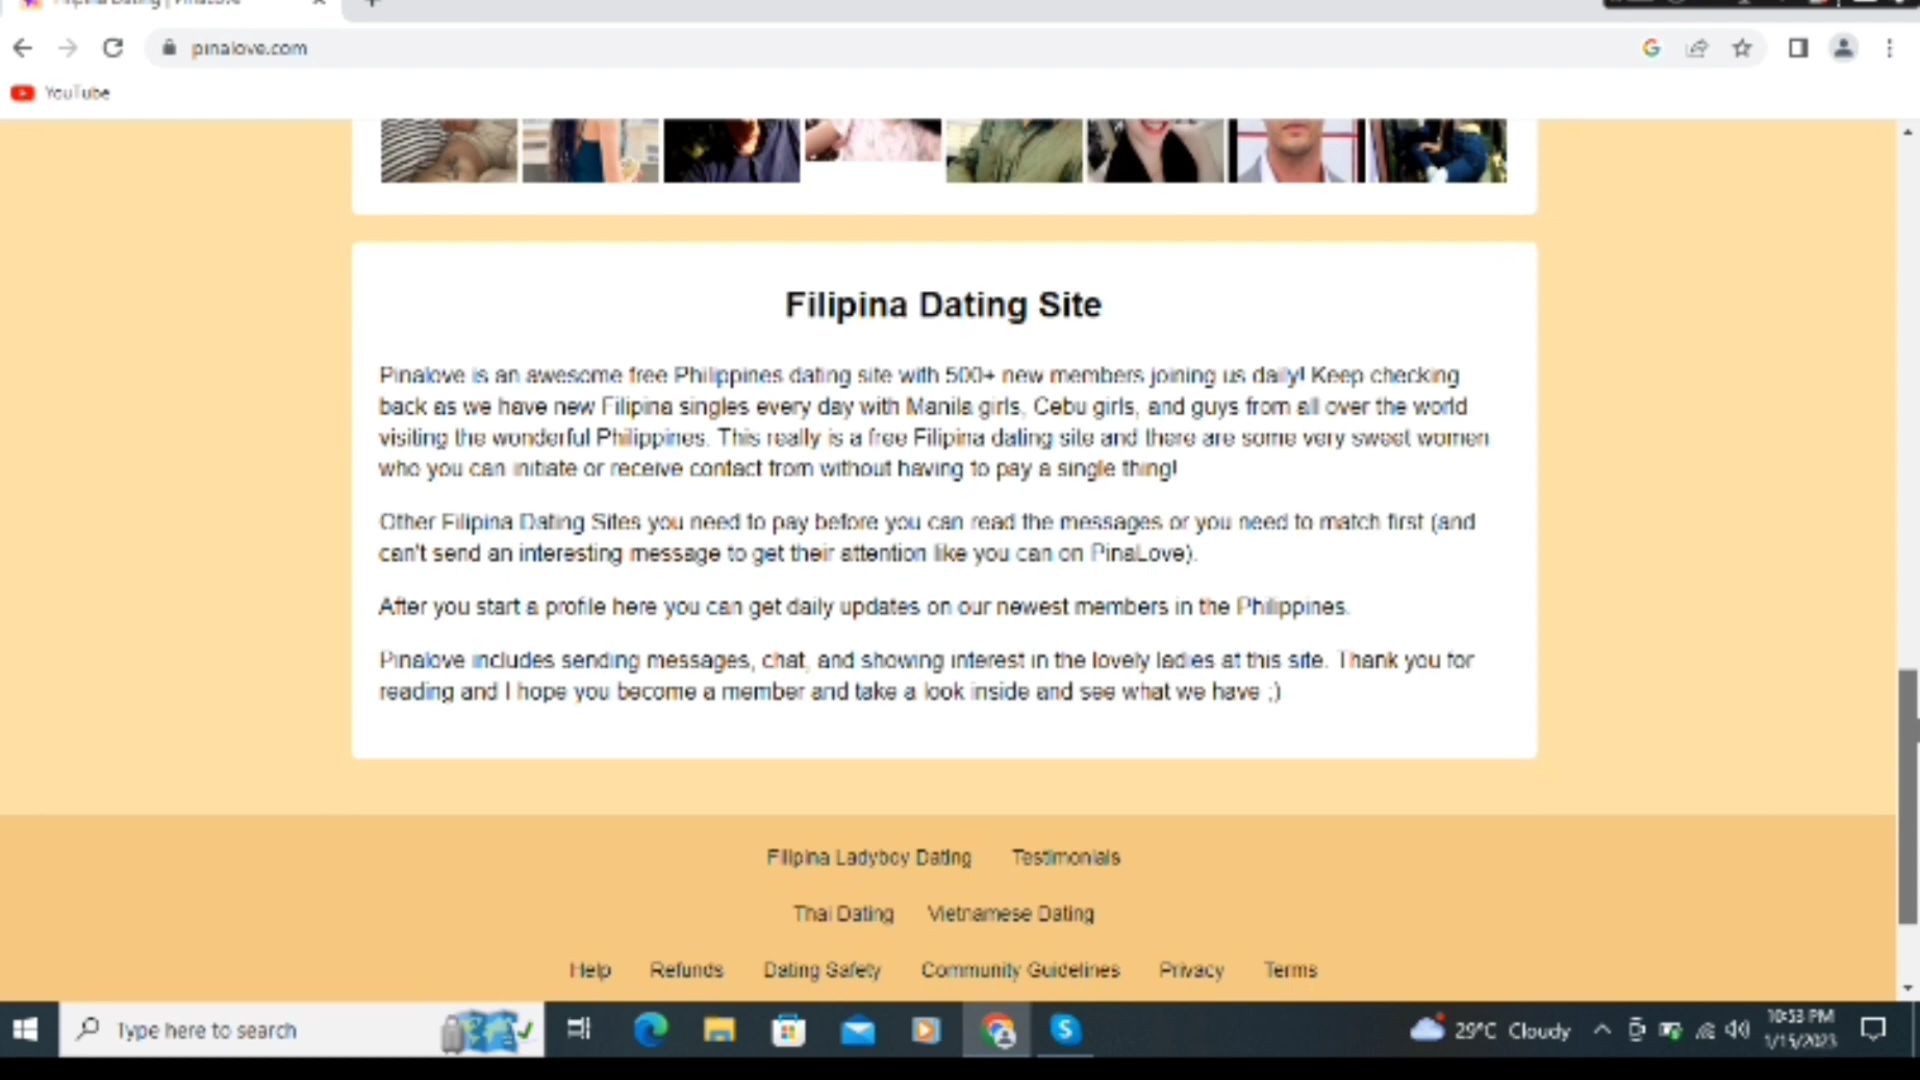 Filipina Dating | PinaLove
pinalove.com
YouTube
Filipina Dating Site
Pinalove is an awesome free Philippines dating site with 500+ new members joining us daily! Keep checking
back as we have new Filipina singles every day with Manila girls, Cebu girls, and guys from all over the world
visiting the wonderful Philippines. This really is a free Filipina dating site and there are some very sweet women
who you can initiate or receive contact from without having to pay a single thing!
Other Filipina Dating Sites you need to pay before you can read the messages or you need to match first (and
can't send an interesting message to get their attention like you can on PinaLove).
After you start a profile here you can get daily updates on our newest members in the Philippines.
Pinalove includes sending messages, chat, and showing interest in the lovely ladies at this site. Thank you for
reading and I hope you become a member and take a look inside and see what we have ;)
Filipina Ladyboy Dating Testimonials
Thai Dating Vietnamese Dating
Help Refunds Dating Safety Community Guidelines Privacy Terms
Type here to search
29°C Cloudy
10:53 PM
1/15/2023